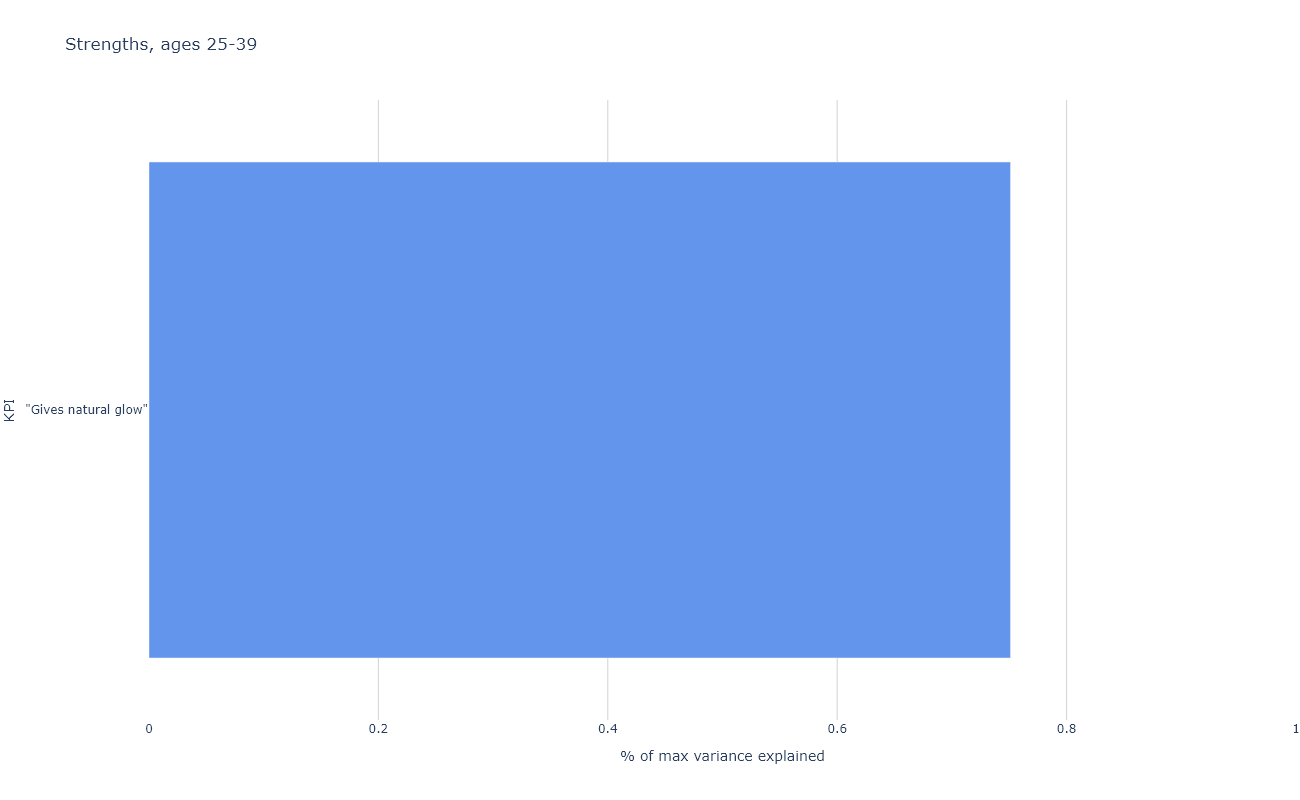 Strengths, ages 25-39
KPI
"Gives natural glow"
0 0.2 0.4 0.6 0.8 1
% of max variance explained